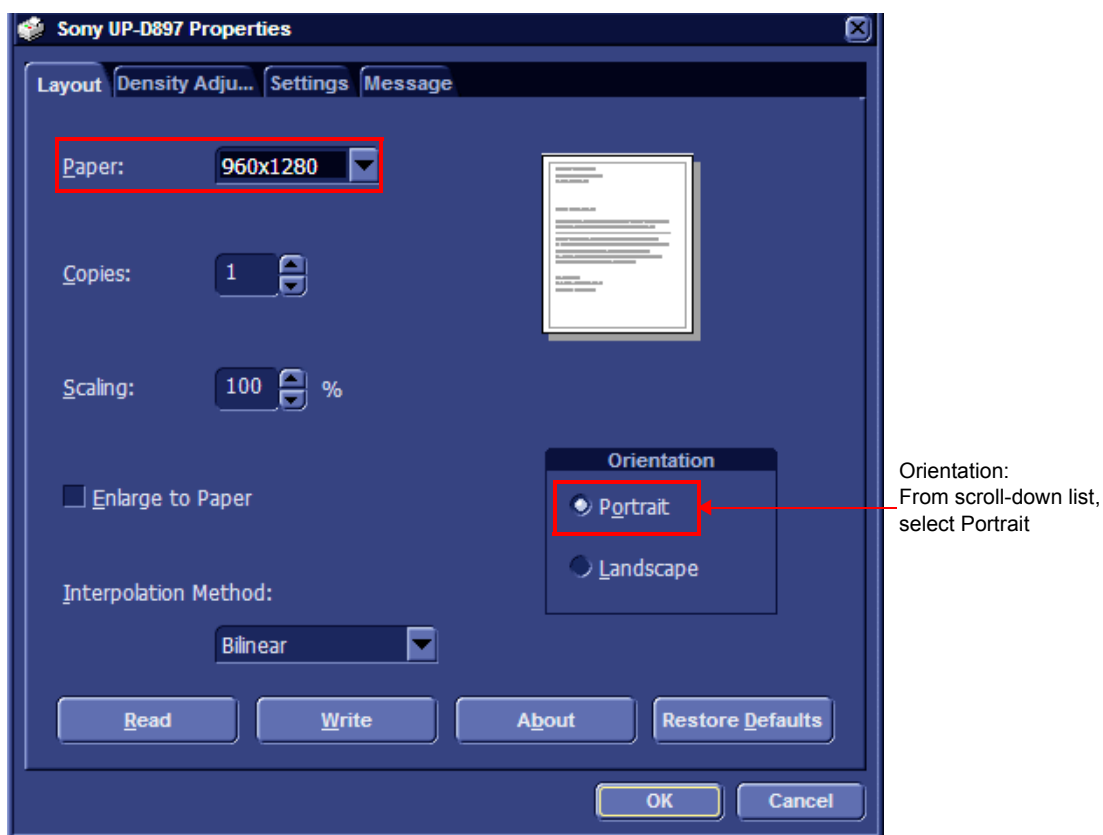 Sony UP-D897 Properties
Layout Density Adju... Settings Message
Paper: 960x1280
Copies: 1
Scaling: 100 %
Enlarge to Paper
Orientation
Portrait
Landscape
Orientation:
From scroll-down list,
select Portrait
Interpolation Method:
Bilinear
Read Write About Restore Defaults
OK Cancel